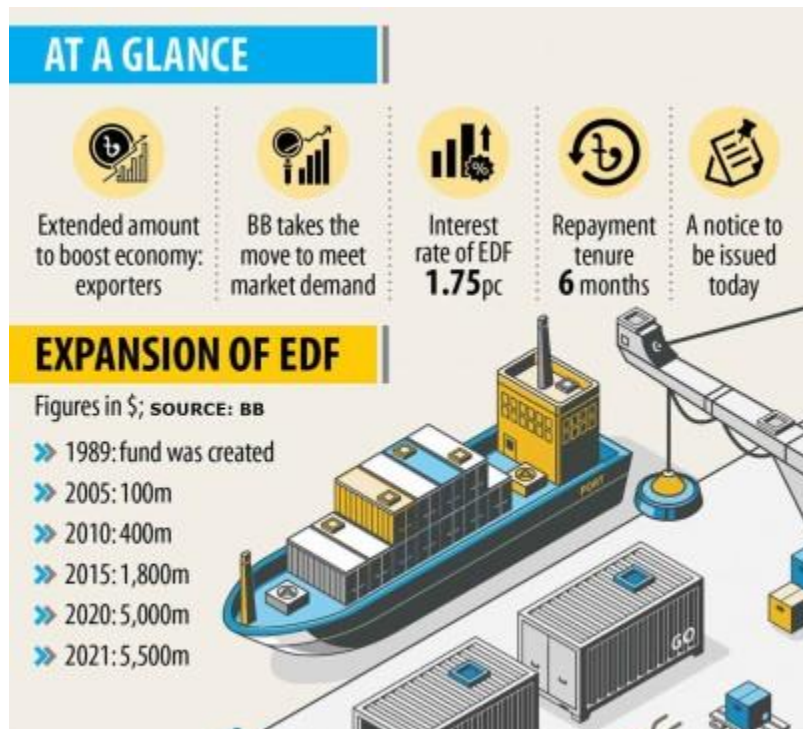 AT A GLANCE
Extended amount
to boost economy:
exporters
BB takes the
move to meet
market demand
Interest
rate of EDF
1.75pc
Repayment
tenure
6 months
A notice to
be issued
today
EXPANSION OF EDF
Figures in $; SOURCE: BB
1989: fund was created
2005: 100m
2010: 400m
2015: 1,800m
2020: 5,000m
2021: 5,500m
PORT
GO